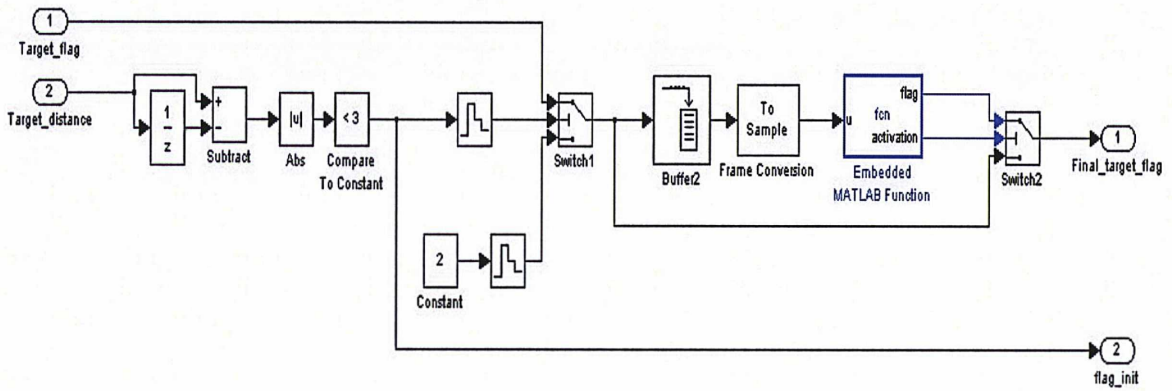 1
Target_flag
2
Target_distance
1
z
+
−
Subtract
|u|
Abs
< 3
Compare
To Constant
2
Constant
Switch1
Buffer2
To
Sample
Frame Conversion
u
fcn
flag
activation
Embedded
MATLAB Function
Switch2
1
Final_target_flag
2
flag_init